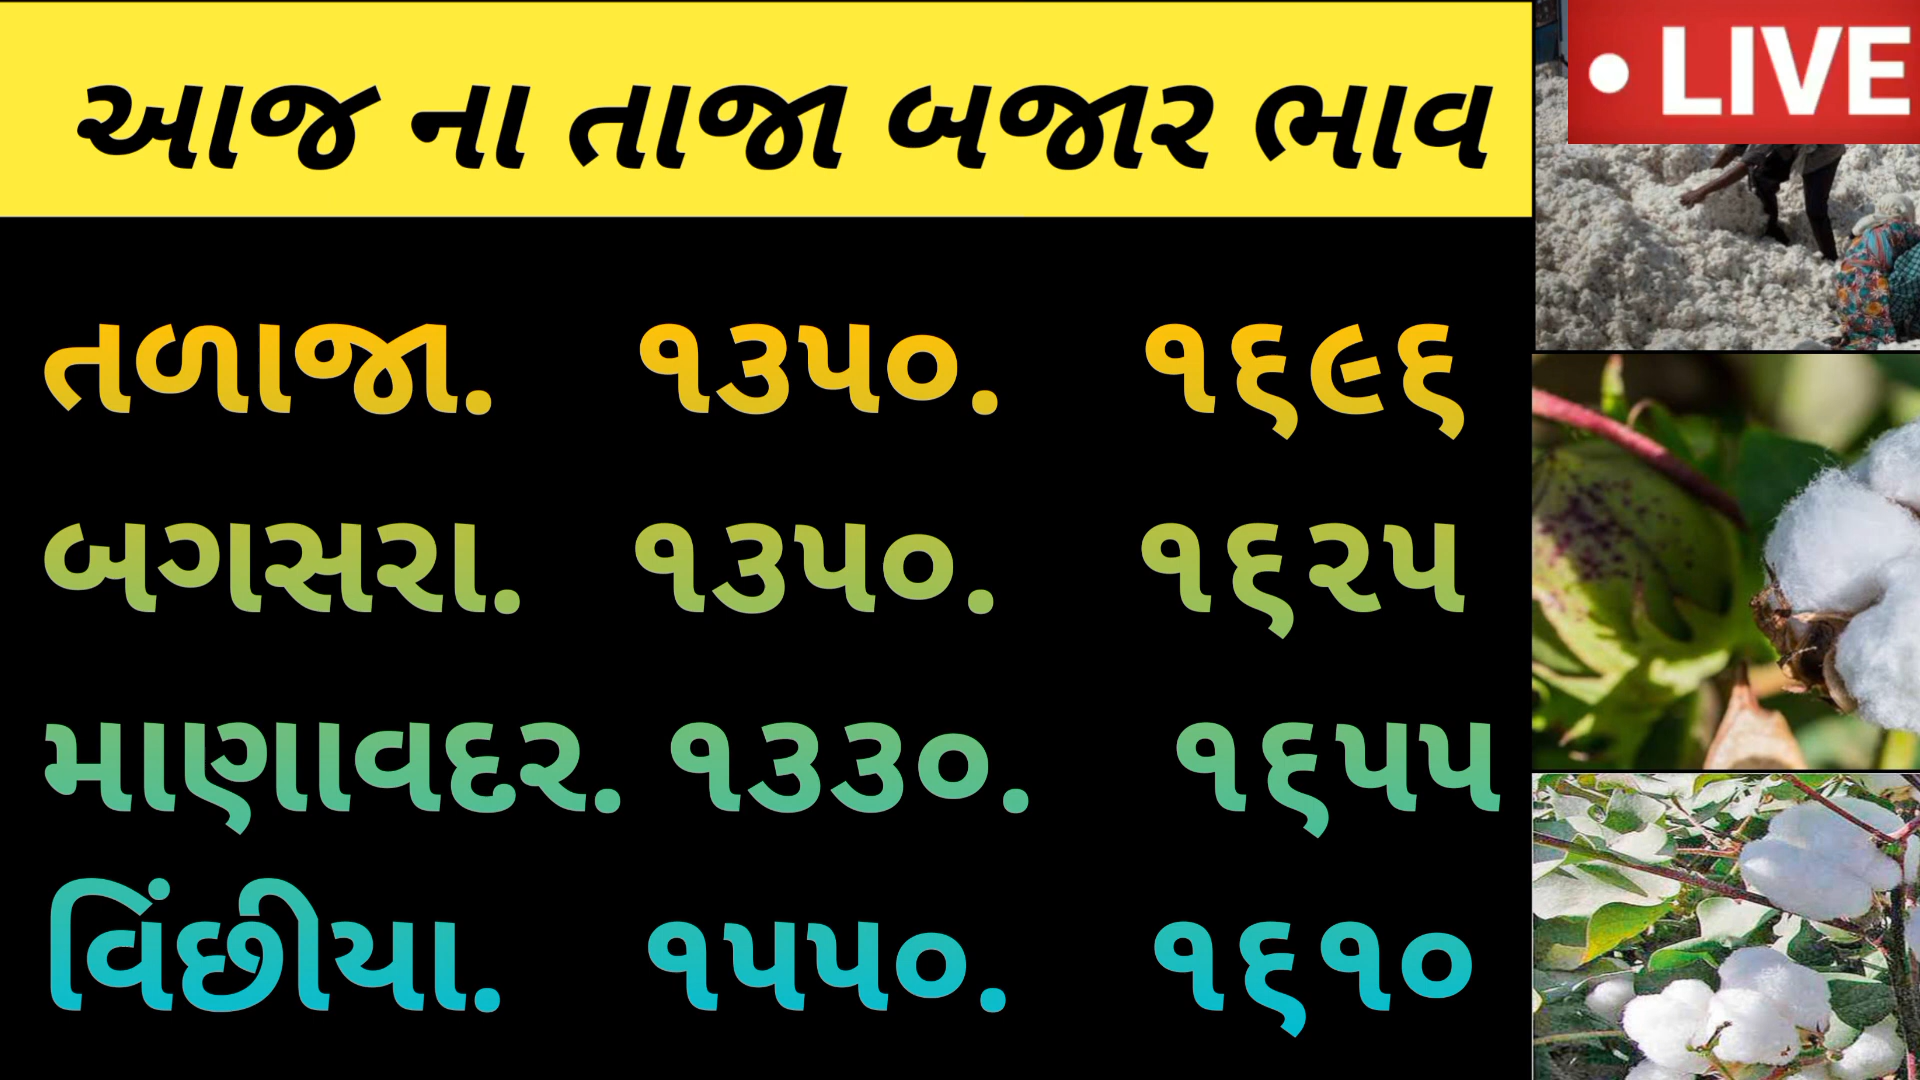 આજ ના તાજા બજાર ભાવ
• LIVE
તળાજા. ૧૩૫૦. ૧૬૯૬
બગસરા. ૧૩૫૦. ૧૬૨૫
માણાવદર. ૧૩૩૦. ૧૬૫૫
વિંછીયા. ૧૫૫૦. ૧૬૧૦